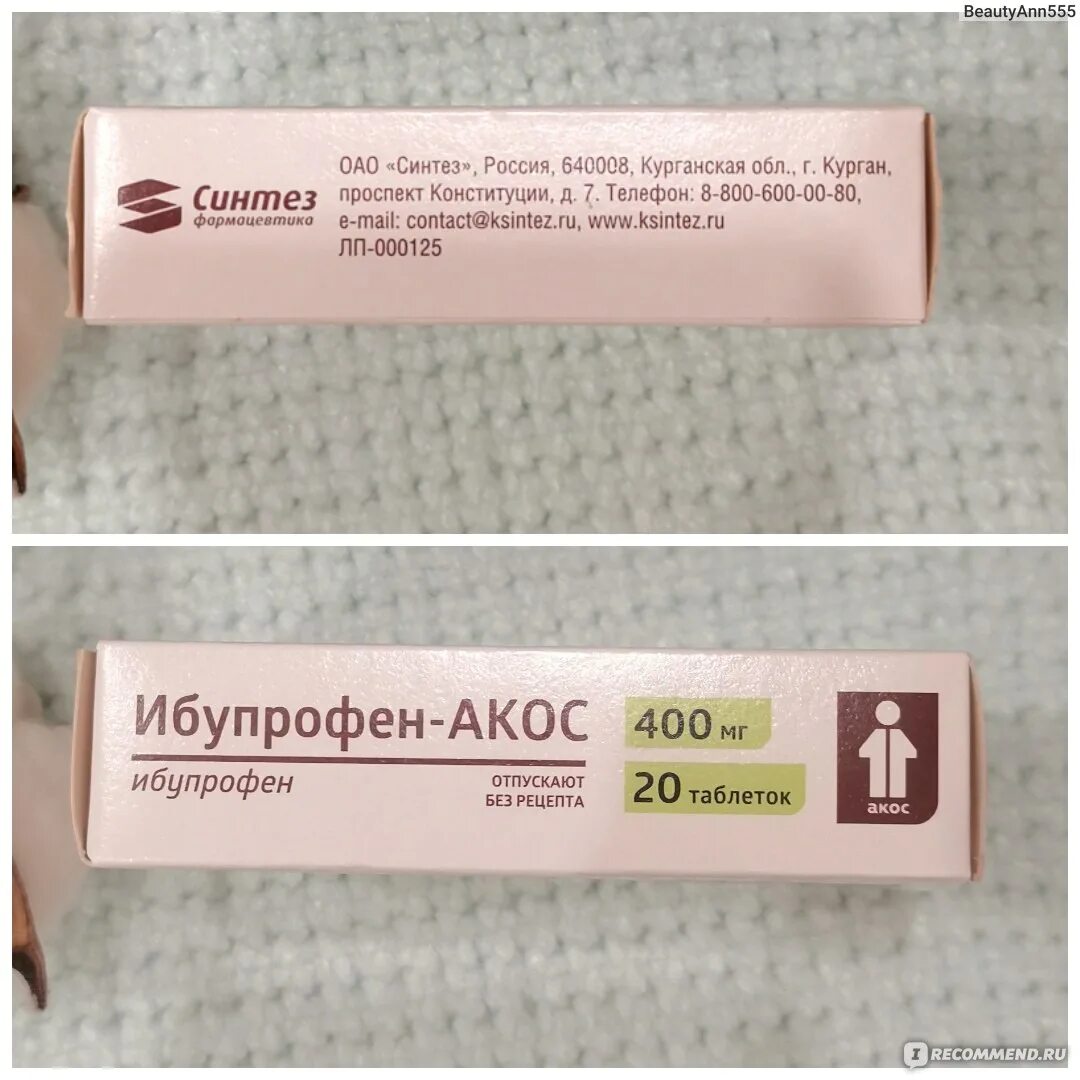 BeautyAnn555
Синтез
фармацевтика
ОАО «Синтез», Россия, 640008, Курганская обл., г. Курган,
проспект Конституции, д. 7. Телефон: 8-800-600-00-80,
e-mail: contact@ksintez.ru, www.ksintez.ru
ЛП-000125
Ибупрофен-АКОС
ибупрофен
ОТПУСКАЮТ
БЕЗ РЕЦЕПТА
400 мг
20 таблеток
акос
I RECOMMEND.RU